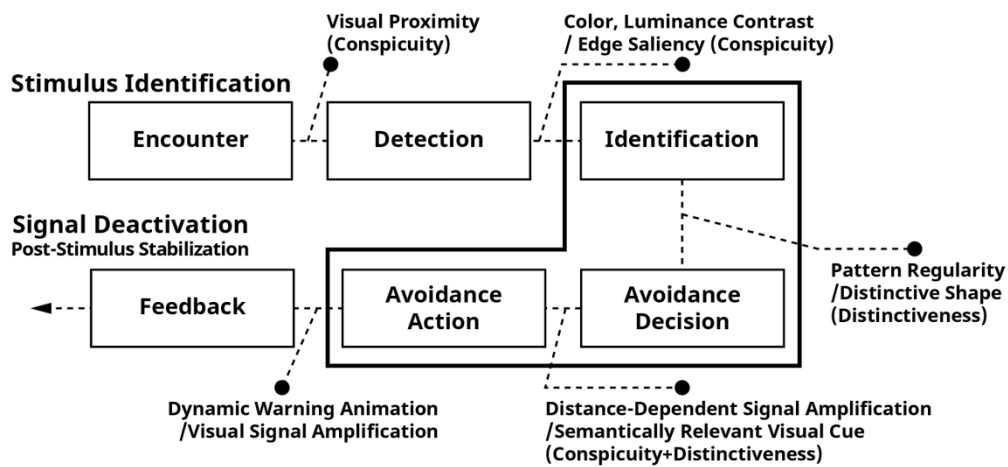 Visual Proximity
(Conspicuity)
Color, Luminance Contrast
/ Edge Saliency (Conspicuity)
Stimulus Identification
Encounter
Detection
Identification
Signal Deactivation
Post-Stimulus Stabilization
Pattern Regularity
/Distinctive Shape
(Distinctiveness)
Feedback
Avoidance
Action
Avoidance
Decision
Dynamic Warning Animation
/Visual Signal Amplification
Distance-Dependent Signal Amplification
/Semantically Relevant Visual Cue
(Conspicuity+Distinctiveness)